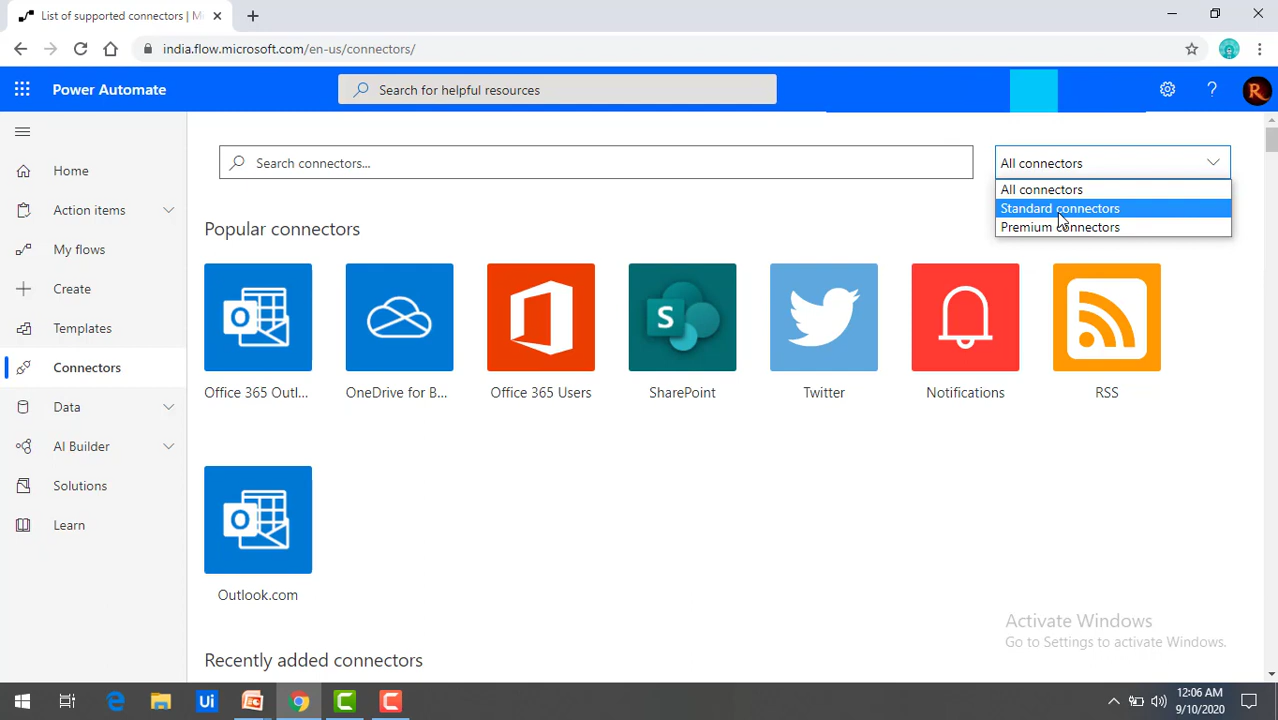 List of supported connectors | M
india.flow.microsoft.com/en-us/connectors/
Power Automate
Search for helpful resources
?
R
Search connectors...
All connectors
All connectors
Standard connectors
Premium connectors
Home
Action items
My flows
Create
Templates
Connectors
Data
AI Builder
Solutions
Learn
Popular connectors
Office 365 Outl...
OneDrive for B...
Office 365 Users
SharePoint
Twitter
Notifications
RSS
Outlook.com
Recently added connectors
Activate Windows
Go to Settings to activate Windows.
Ui
12:06 AM
9/10/2020